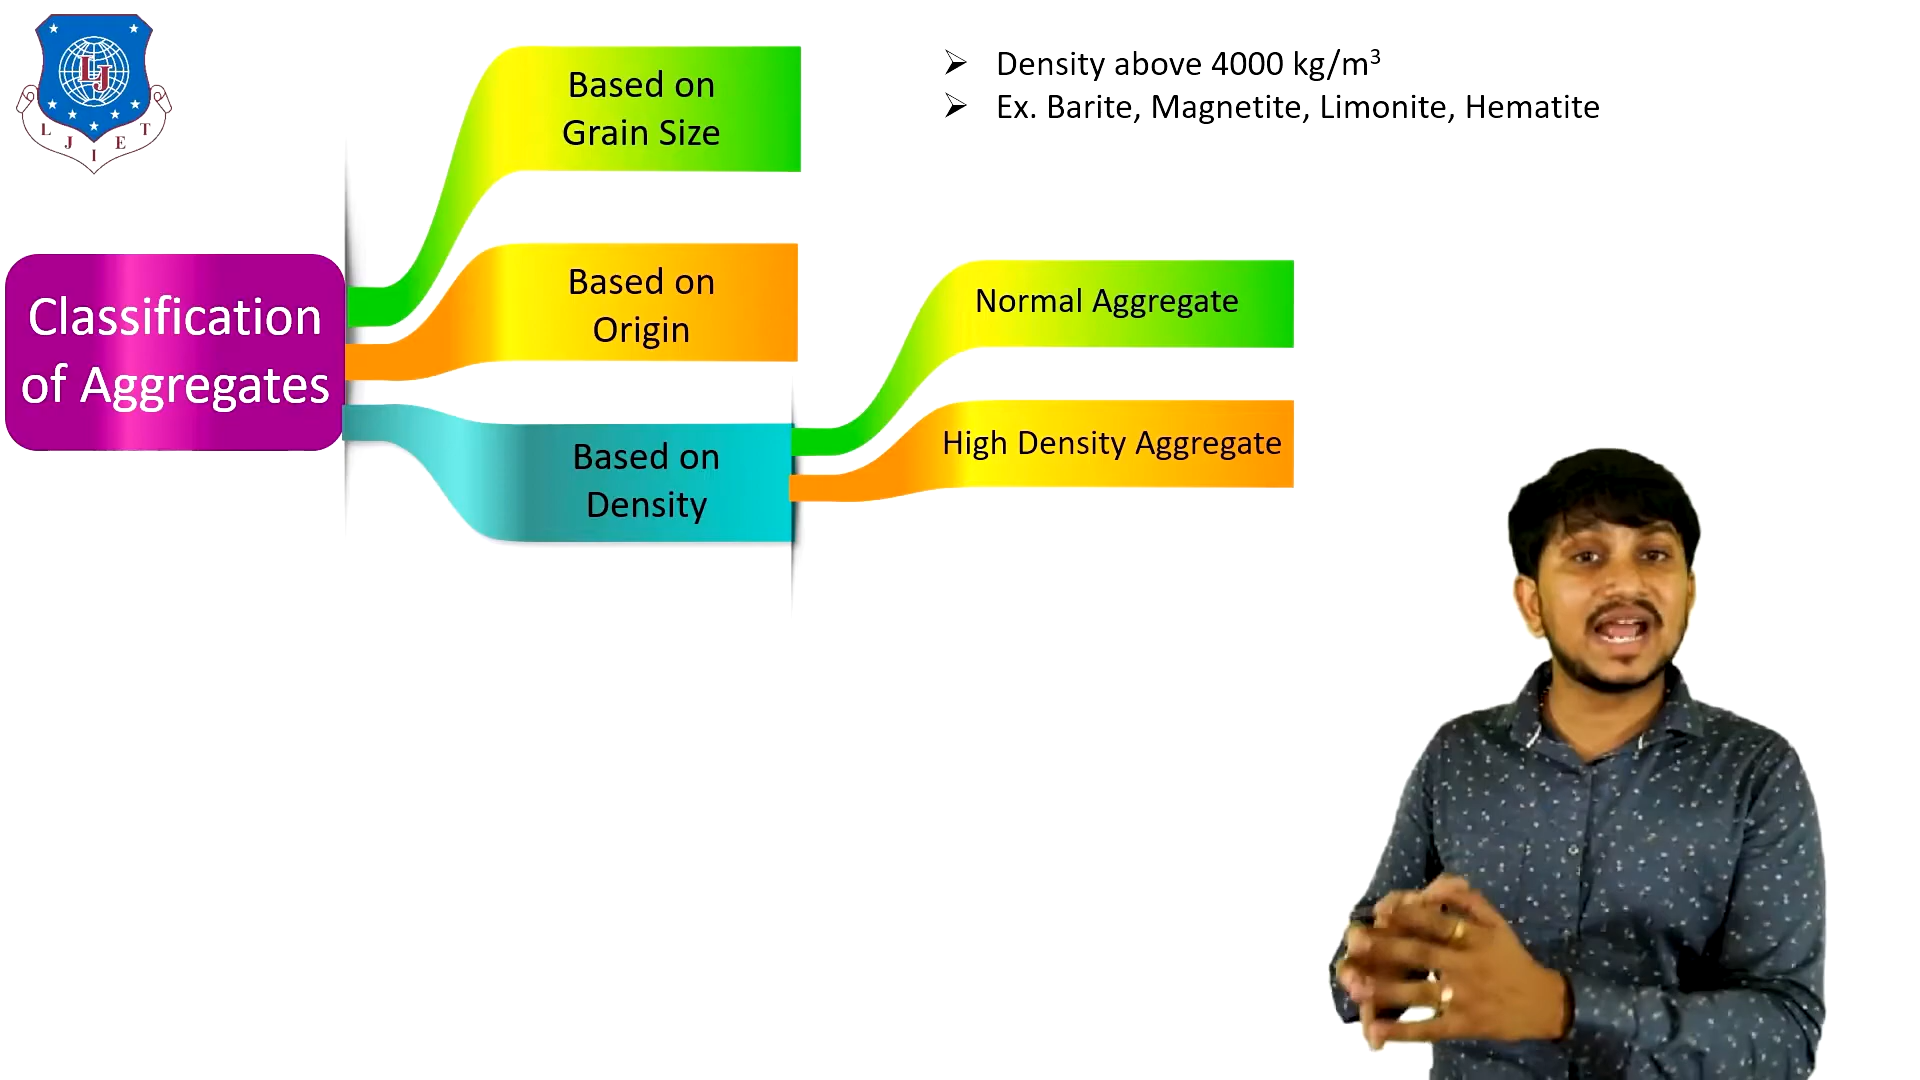 LJ
L J I E T
Classification
of Aggregates
Based on
Grain Size
Based on
Origin
Based on
Density
Normal Aggregate
High Density Aggregate
➢ Density above 4000 kg/m³
➢ Ex. Barite, Magnetite, Limonite, Hematite